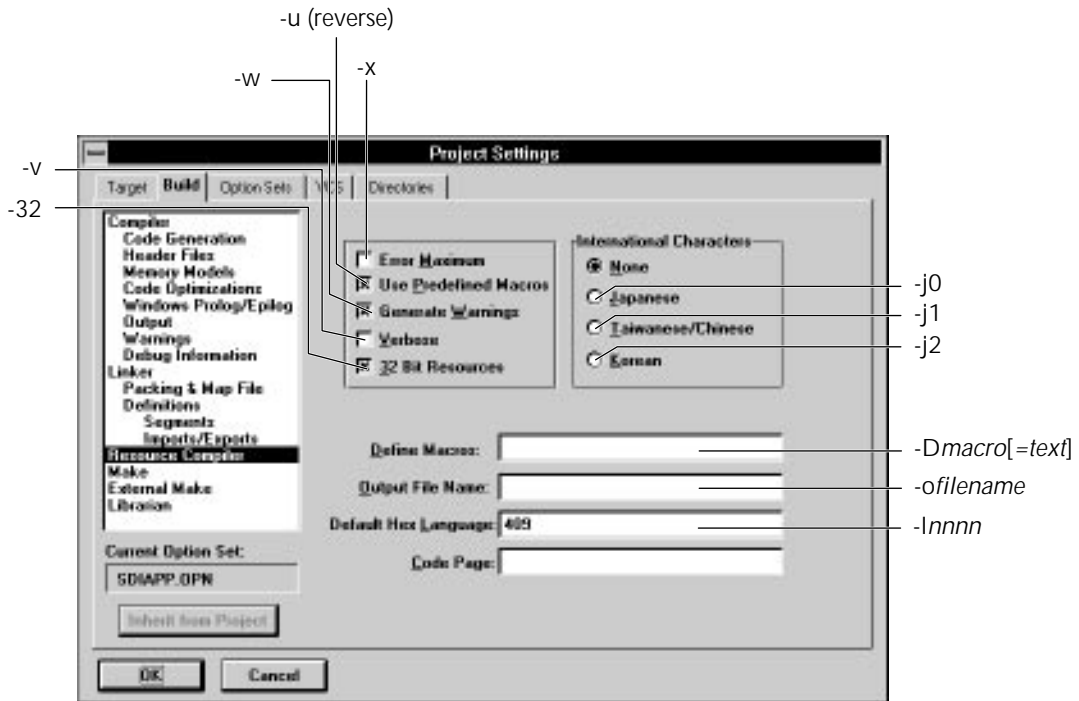 -u (reverse)
-w
-x
Project Settings
-v
Target Build Option Sets VCS Directories
-32
Compiler
Code Generation
Header Files
Memory Models
Code Optimizations
Windows Prolog/Epilog
Output
Warnings
Debug Information
Linker
Packing & Map File
Definitions
Segments
Imports/Exports
Resource Compiler
Make
External Make
Librarian
Error Maximum
Use Predefined Macros
Generate Warnings
Verbose
32 Bit Resources
International Characters
None
Japanese
Taiwanese/Chinese
Korean
-j0
-j1
-j2
Define Macros:
-Dmacro[=text]
Output File Name:
-ofilename
Default Hex Language: 409
-lnnnn
Code Page:
Current Option Set:
SDIAPP.OPN
Inherit from Project
OK Cancel